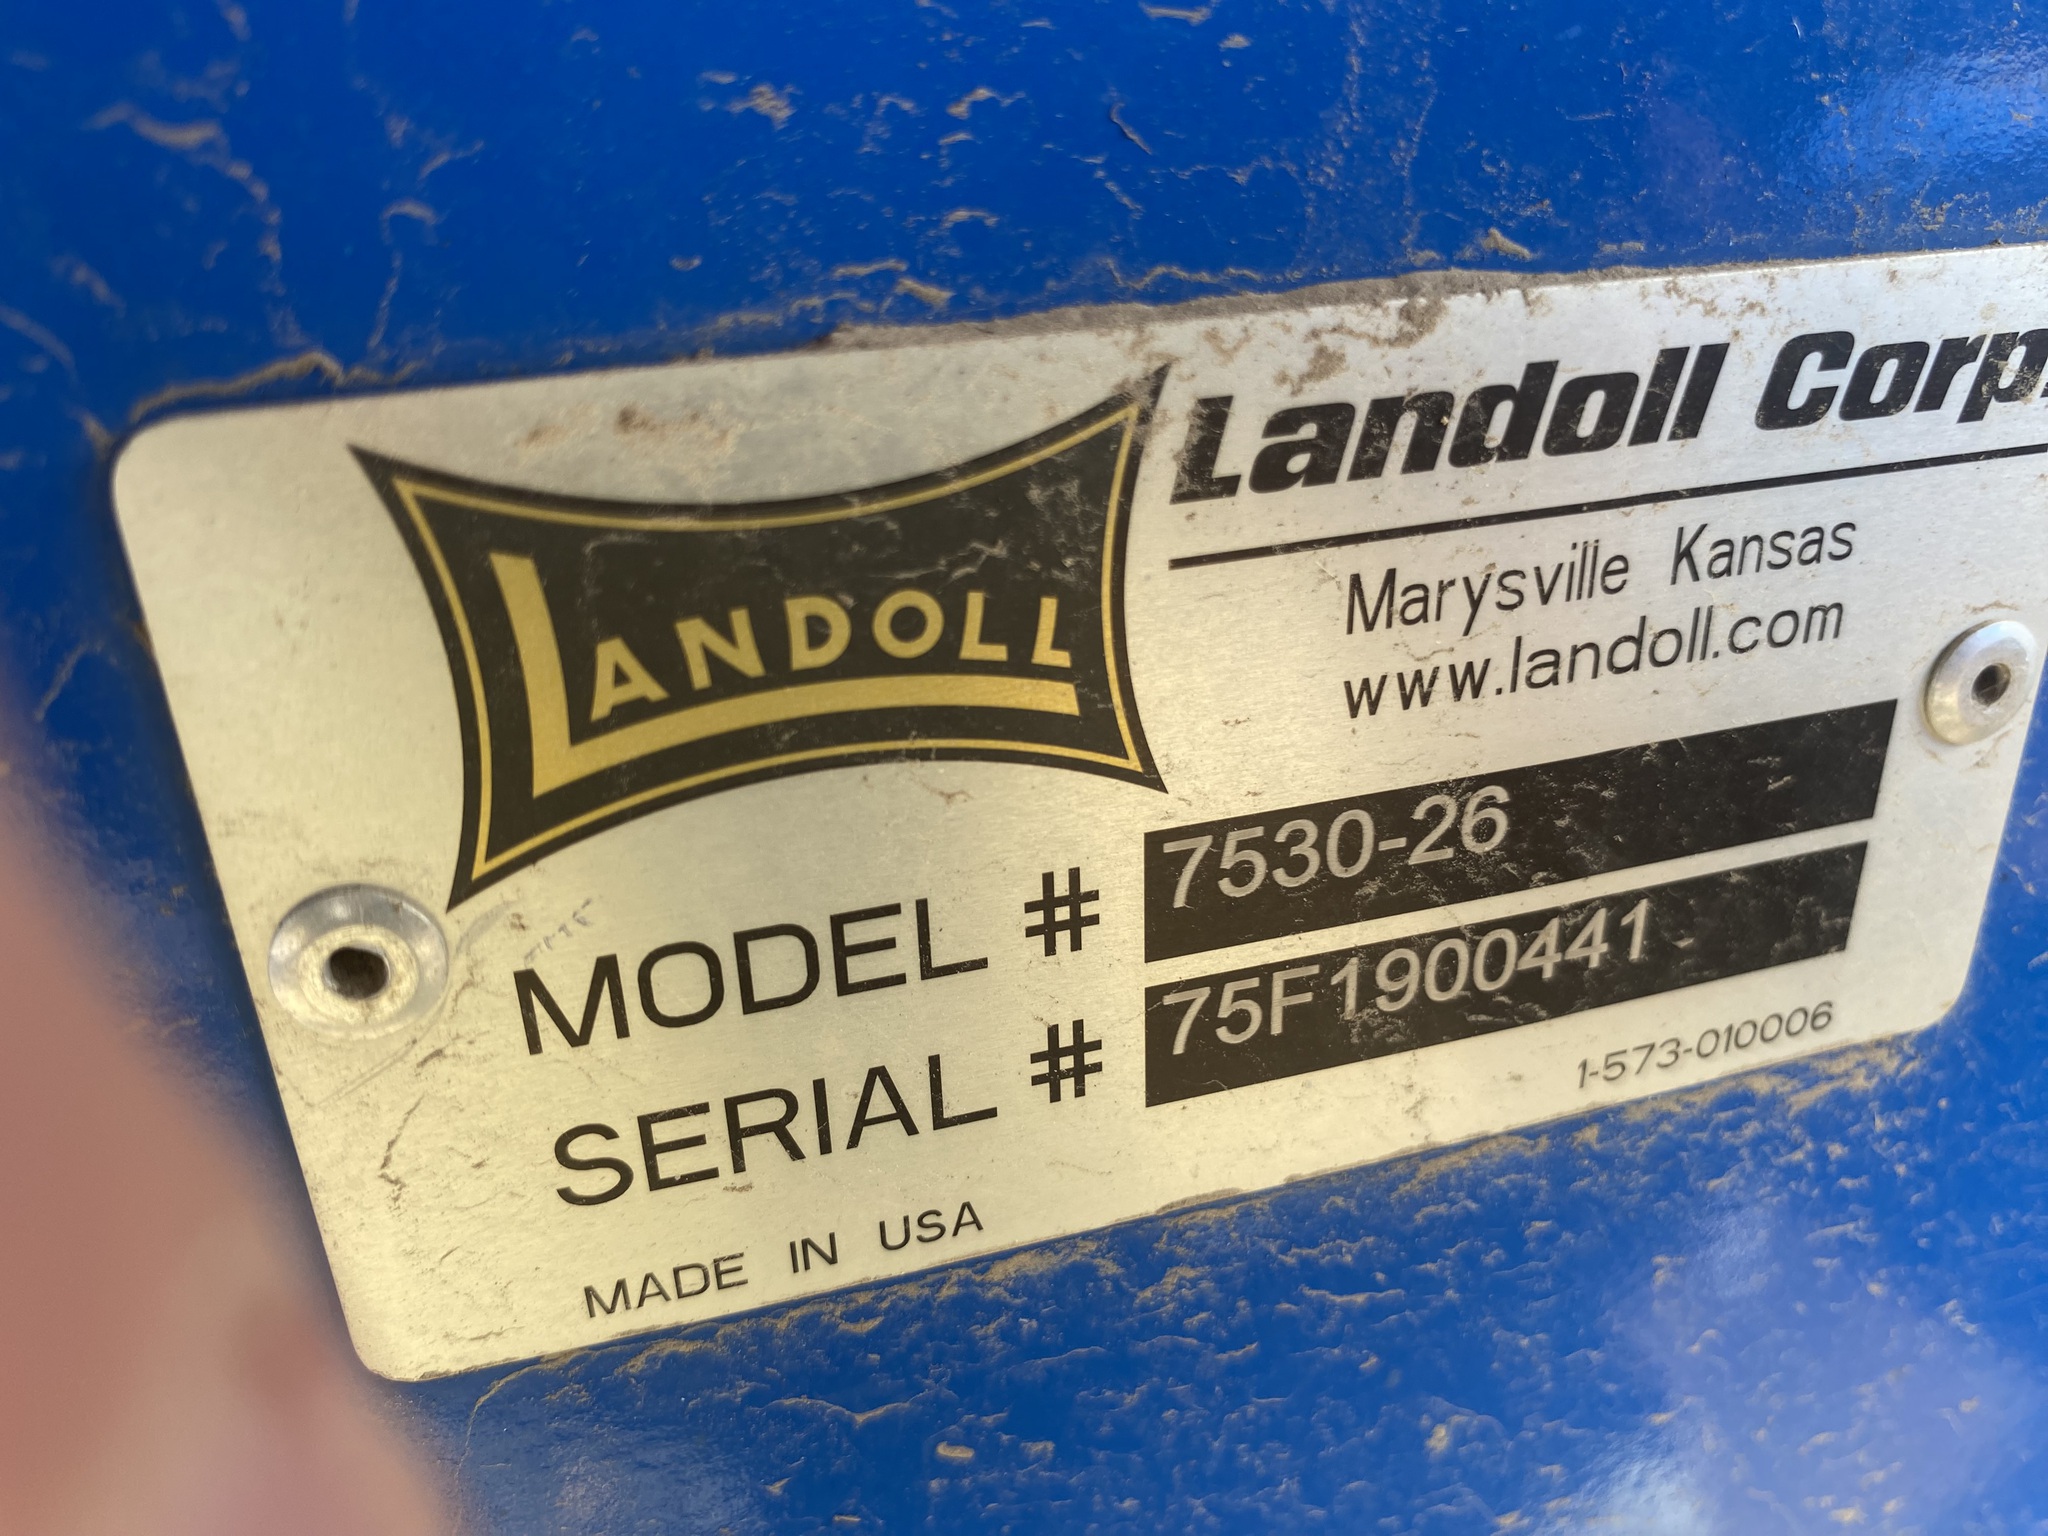 LANDOLL
Landoll Corp
Marysville Kansas
www.landoll.com
MODEL # 7530-26
SERIAL # 75F1900441
1-573-010006
MADE IN USA